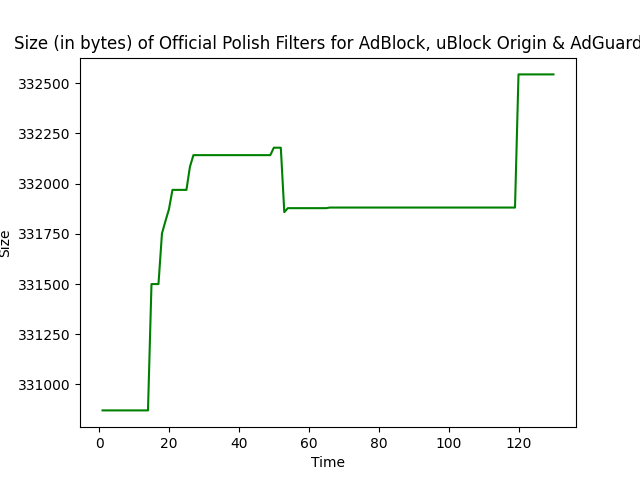 Size (in bytes) of Official Polish Filters for AdBlock, uBlock Origin & AdGuard
332500
332250
332000
331750
331500
331250
331000
Size
0 20 40 60 80 100 120
Time